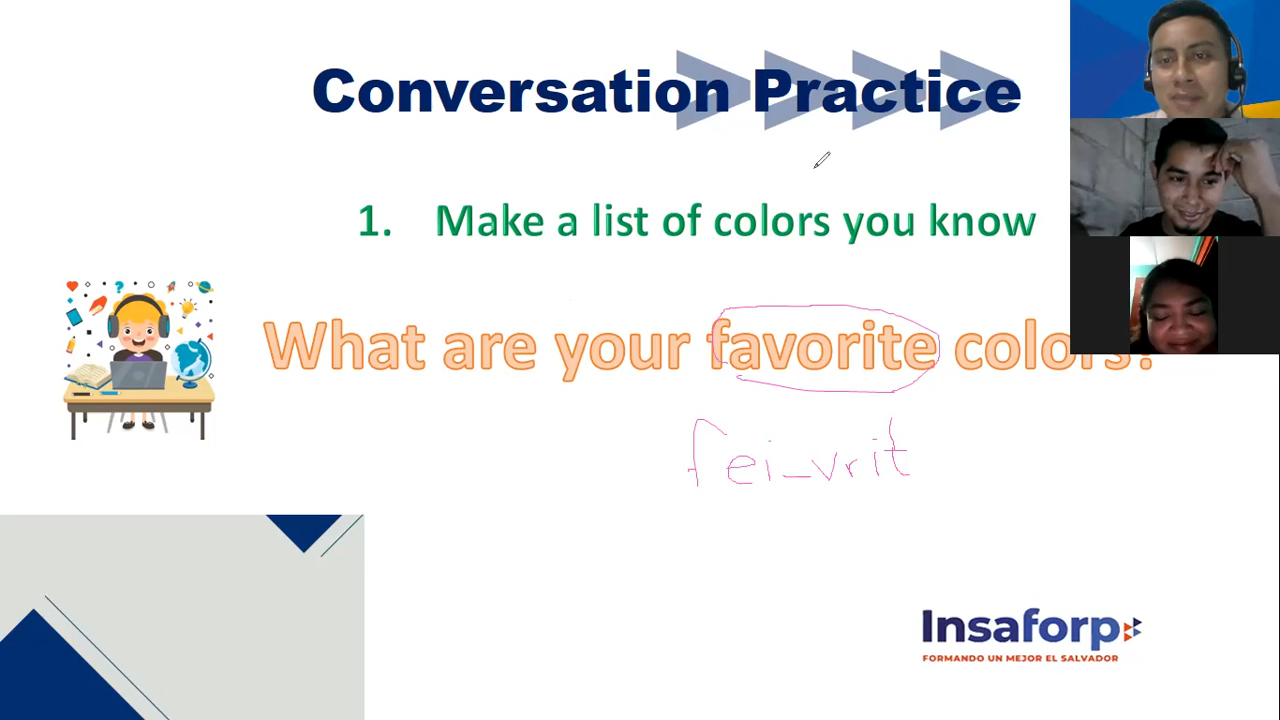 Conversation Practice
1. Make a list of colors you know
What are your favorite colors?
fei_vrit
Insaforp
FORMANDO UN MEJOR EL SALVADOR